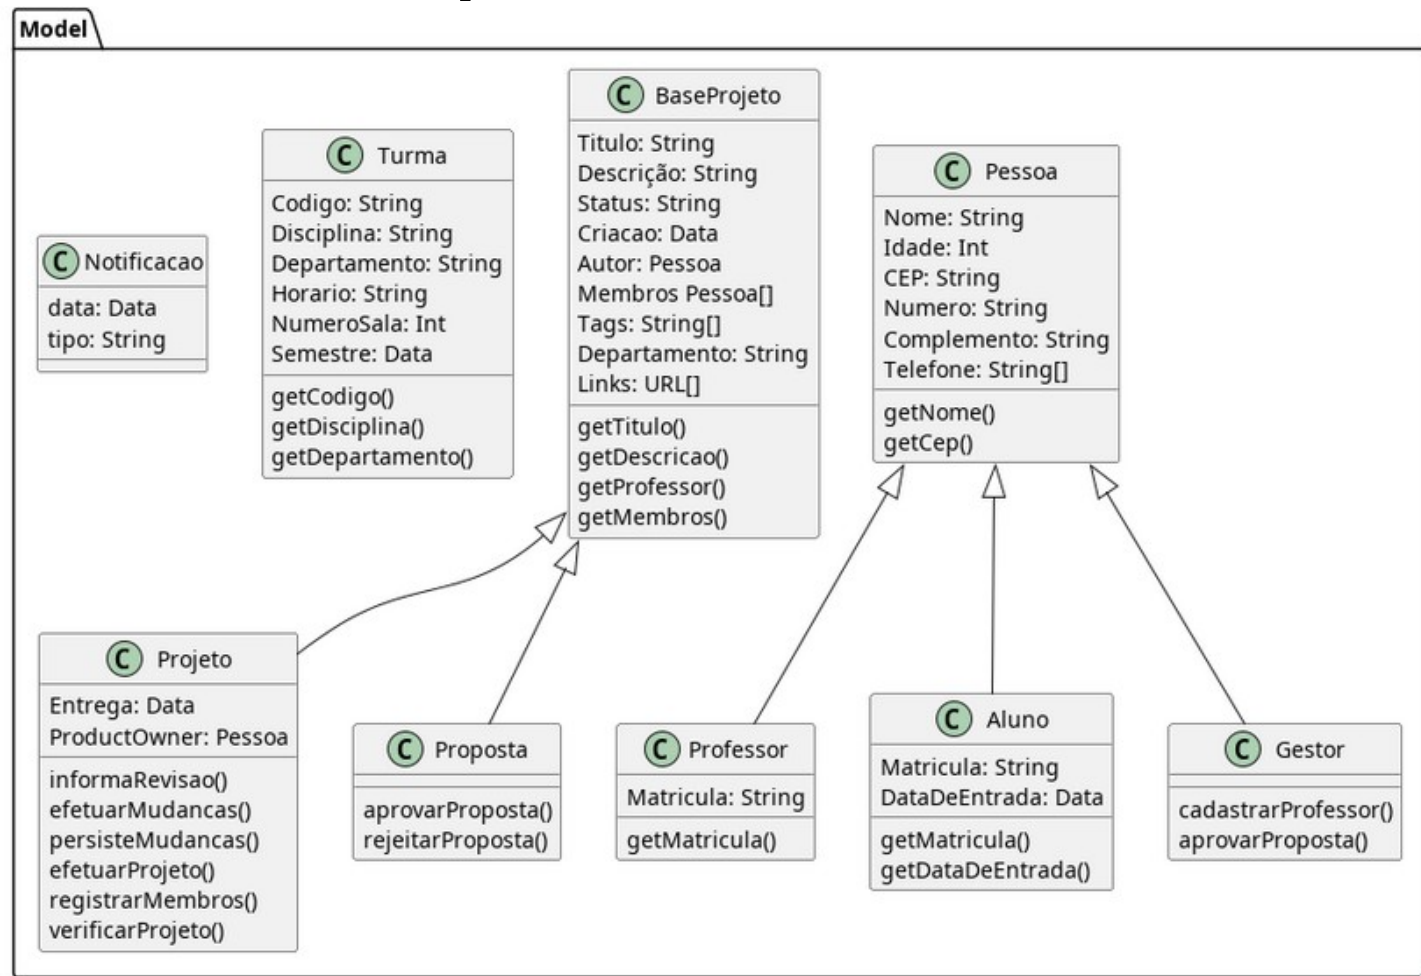 Model
C Notificacao
data: Data
tipo: String
C Turma
Codigo: String
Disciplina: String
Departamento: String
Horario: String
NumeroSala: Int
Semestre: Data
getCodigo()
getDisciplina()
getDepartamento()
C BaseProjeto
Titulo: String
Descrição: String
Status: String
Criacao: Data
Autor: Pessoa
Membros Pessoa[]
Tags: String[]
Departamento: String
Links: URL[]
getTitulo()
getDescricao()
getProfessor()
getMembros()
C Pessoa
Nome: String
Idade: Int
CEP: String
Numero: String
Complemento: String
Telefone: String[]
getNome()
getCep()
C Projeto
Entrega: Data
ProductOwner: Pessoa
informaRevisao()
efetuarMudancas()
persisteMudancas()
efetuarProjeto()
registrarMembros()
verificarProjeto()
C Proposta
aprovarProposta()
rejeitarProposta()
C Professor
Matricula: String
getMatricula()
C Aluno
Matricula: String
DataDeEntrada: Data
getMatricula()
getDataDeEntrada()
C Gestor
cadastrarProfessor()
aprovarProposta()